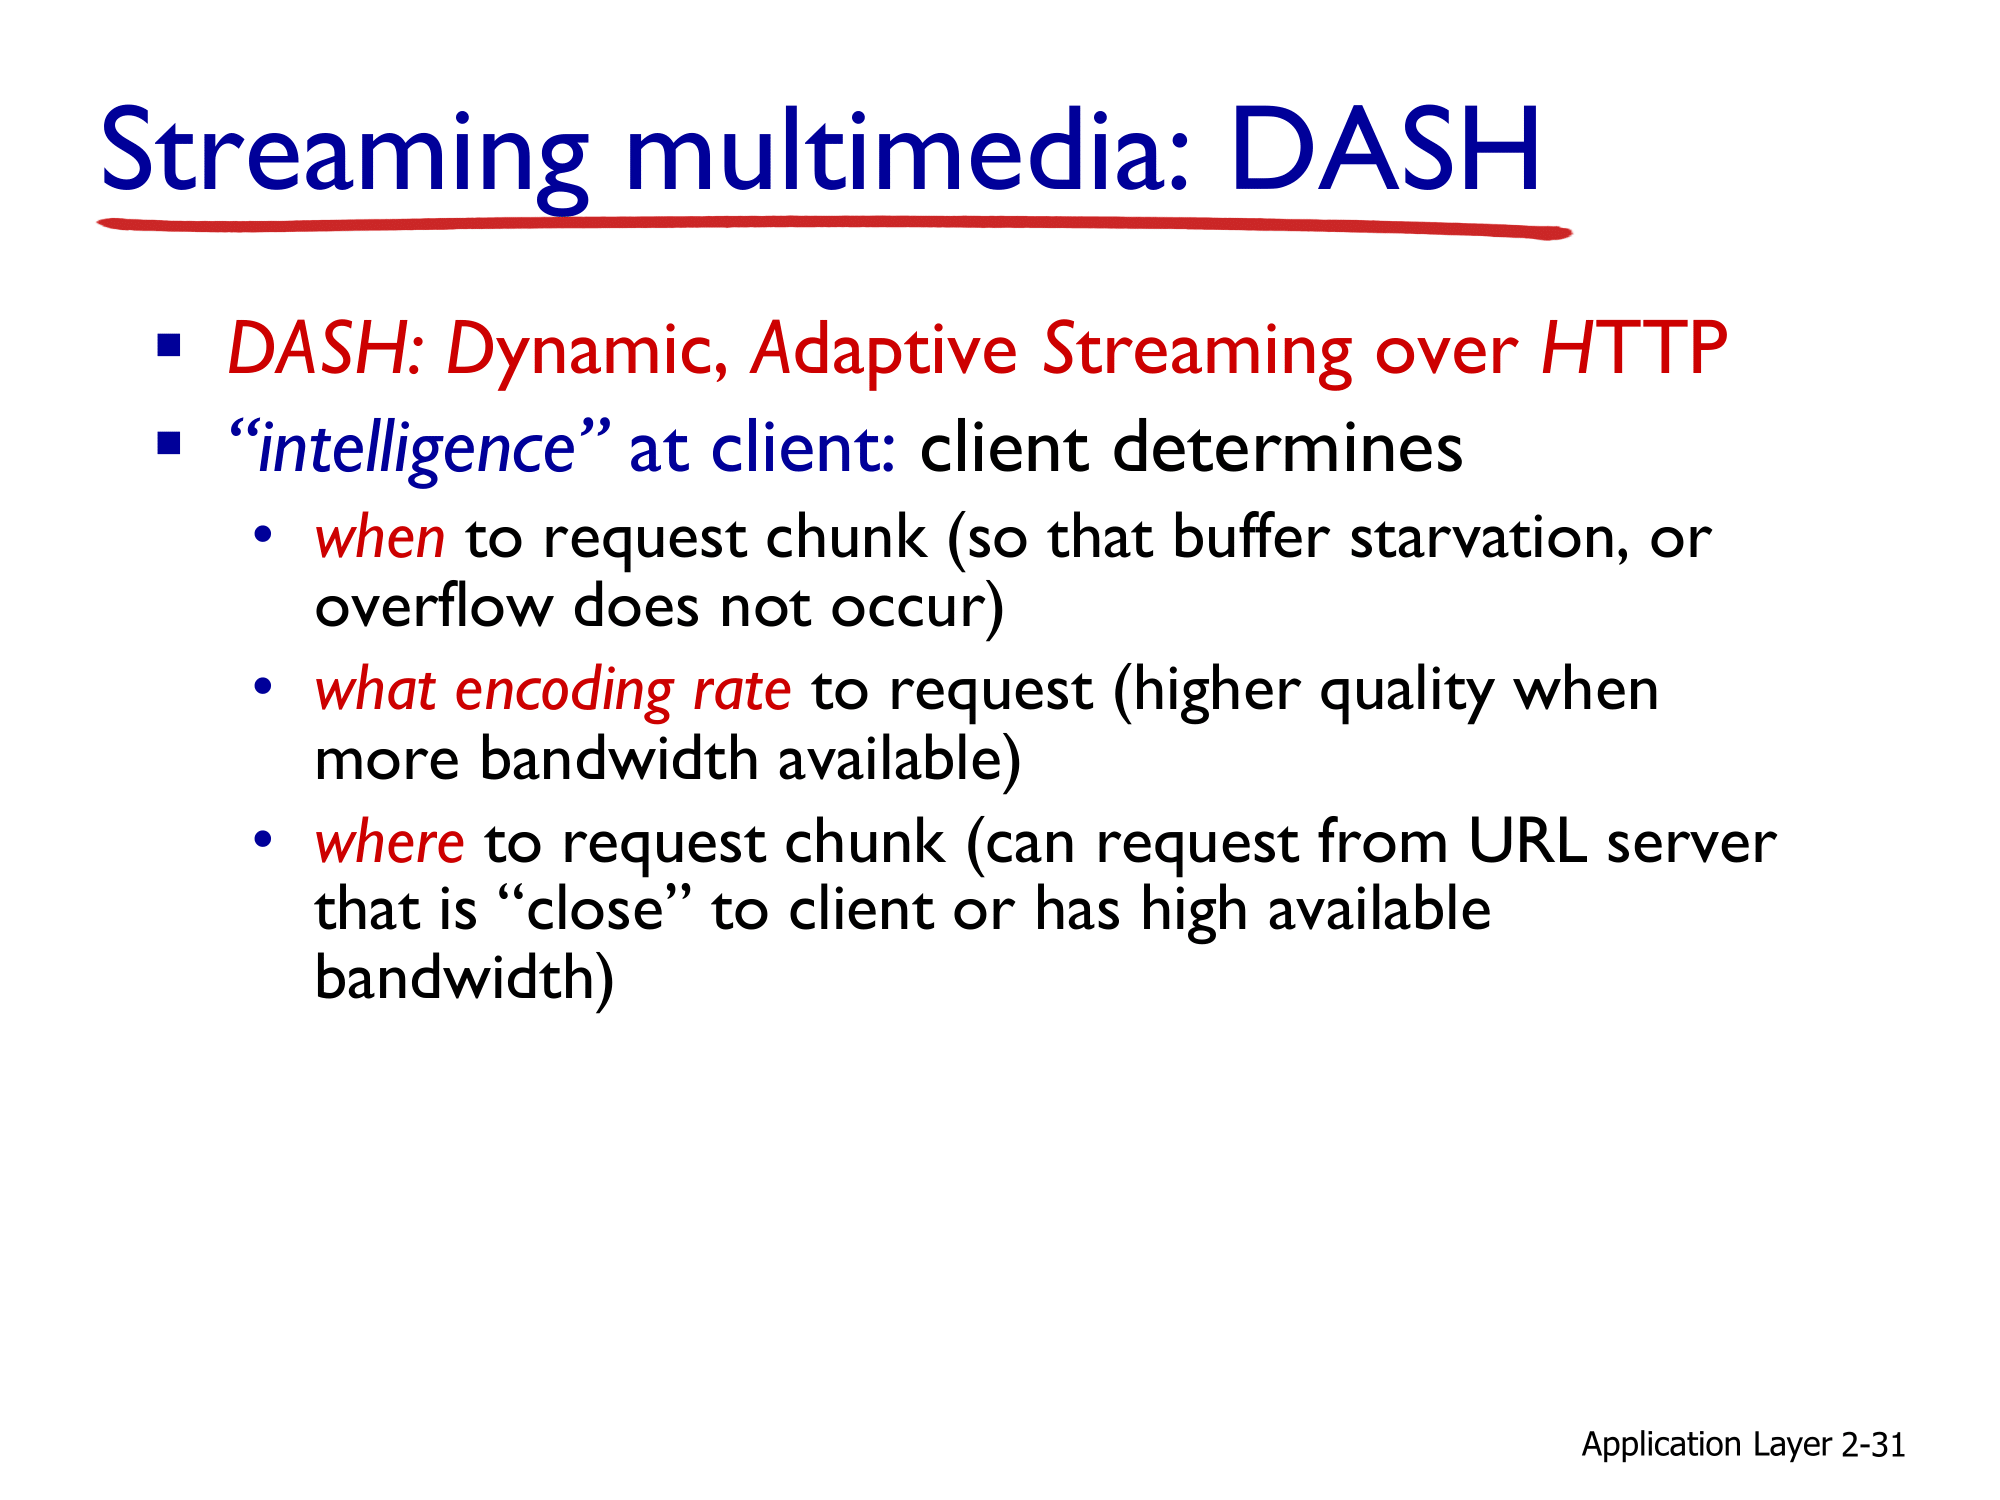 Streaming multimedia: DASH
▪ DASH: Dynamic, Adaptive Streaming over HTTP
▪ “intelligence” at client: client determines
• when to request chunk (so that buffer starvation, or
overflow does not occur)
• what encoding rate to request (higher quality when
more bandwidth available)
• where to request chunk (can request from URL server
that is “close” to client or has high available
bandwidth)
Application Layer 2-31